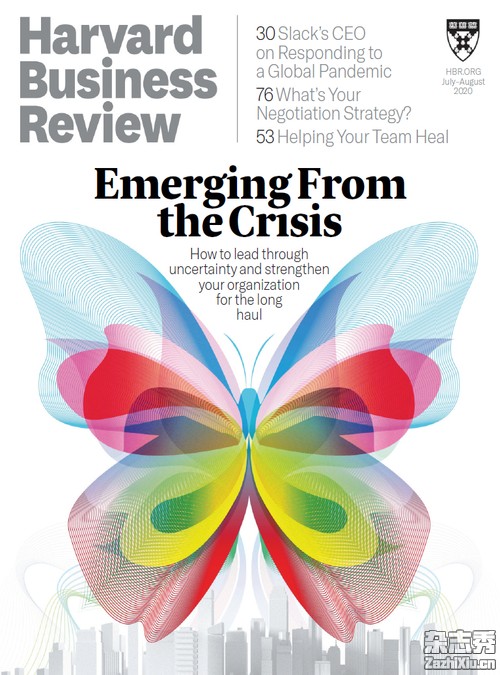 Harvard
Business
Review
30 Slack's CEO
on Responding to
a Global Pandemic
76 What's Your
Negotiation Strategy?
53 Helping Your Team Heal
HBR.ORG
July-August
2020
Emerging From
the Crisis
How to lead through
uncertainty and strengthen
your organization
for the long
haul
杂志秀
ZaZhiXiu.cn